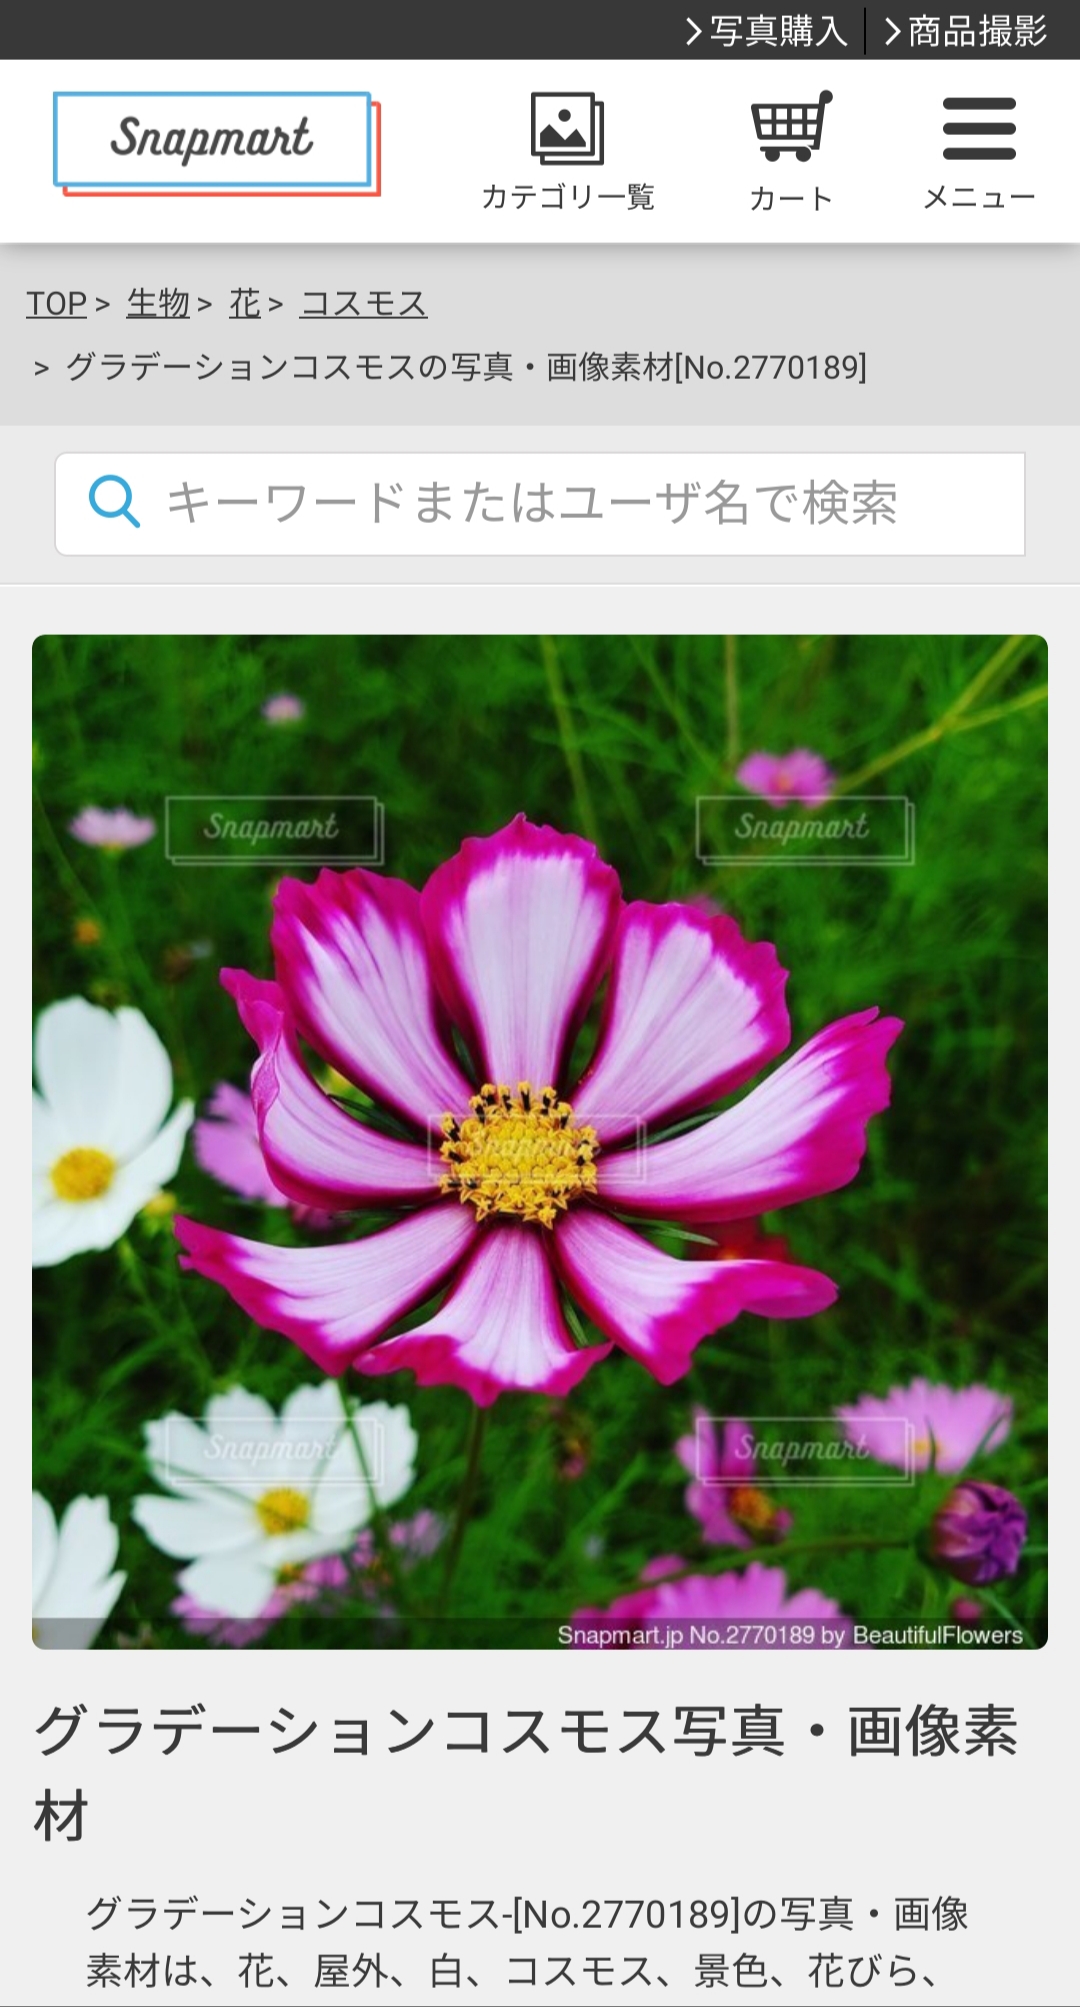 写真購入 商品撮影
Snapmart
カテゴリ一覧 カート メニュー
TOP > 生物 > 花 > コスモス
> グラデーションコスモスの写真・画像素材[No.2770189]
キーワードまたはユーザ名で検索
Snapmart Snapmart
Snapmart
Snapmart Snapmart
Snapmart.jp No.2770189 by BeautifulFlowers
グラデーションコスモス写真・画像素
材
グラデーションコスモス-[No.2770189]の写真・画像
素材は、花、屋外、白、コスモス、景色、花びら、